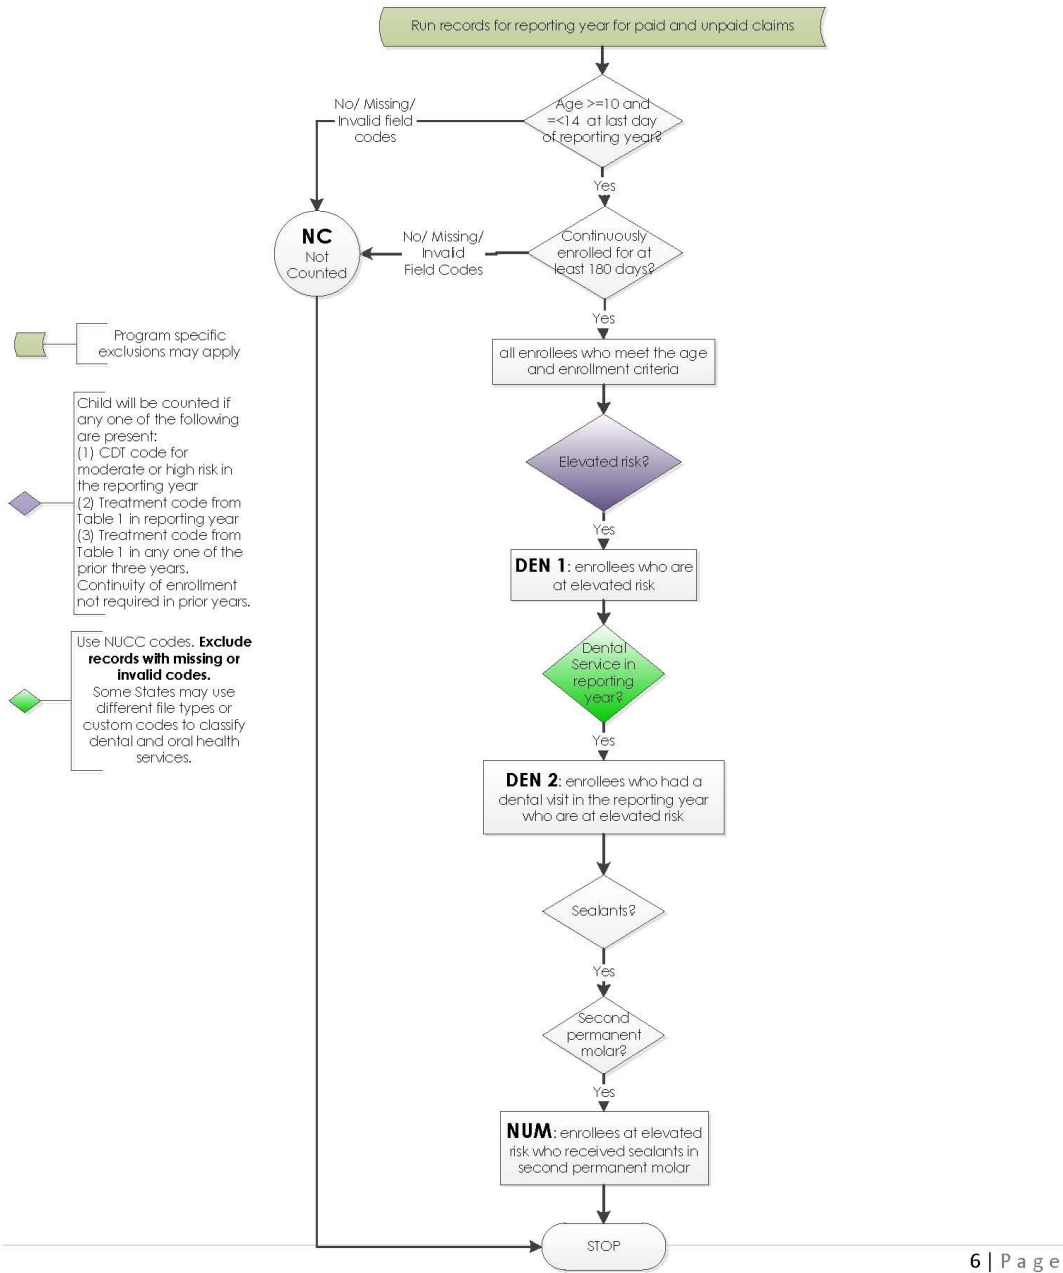 Run records for reporting year for paid and unpaid claims
Age >=10 and
=<14 at last day
of reporting year?
No/ Missing/
Invalid field
codes
Yes
NC
Not
Counted
No/ Missing/
Invalid
Field Codes
Continuously
enrolled for at
least 180 days?
Yes
Program specific
exclusions may apply
all enrollees who meet the age
and enrollment criteria
Child will be counted if
any one of the following
are present:
(1) CDT code for
moderate or high risk in
the reporting year
(2) Treatment code from
Table 1 in reporting year
(3) Treatment code from
Table 1 in any one of the
prior three years.
Continuity of enrollment
not required in prior years.
Elevated risk?
Yes
DEN 1: enrollees who are
at elevated risk
Use NUCC codes. Exclude
records with missing or
invalid codes.
Some States may use
different file types or
custom codes to classify
dental and oral health
services.
Dental
Service in
reporting
year?
Yes
DEN 2: enrollees who had a
dental visit in the reporting year
who are at elevated risk
Sealants?
Yes
Second
permanent
molar?
Yes
NUM: enrollees at elevated
risk who received sealants in
second permanent molar
STOP
6 | Page